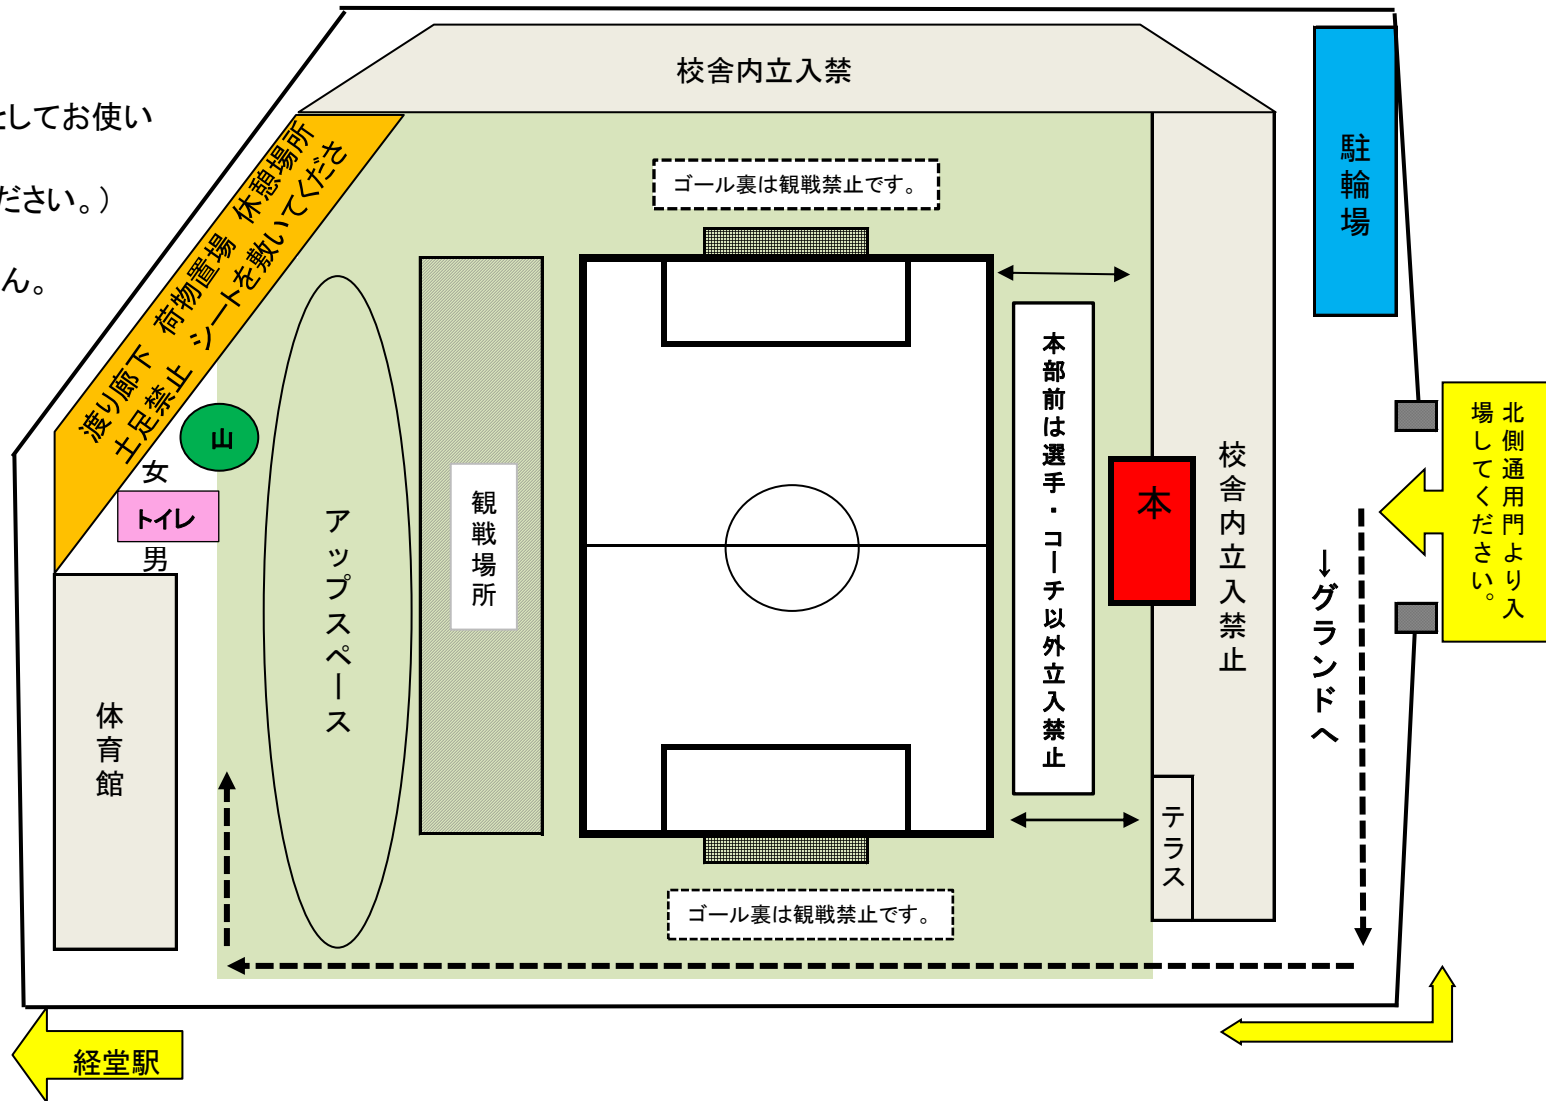 校舎内立入禁
としてお使い
ださい。）
ん。
駐輪場
渡り廊下　荷物置場　休憩場所
土足禁止　シートを敷いてくださ
ゴール裏は観戦禁止です。
山
女
トイレ
男
体育館
アップスペース
観戦場所
本部前は選手・コーチ以外立入禁止
本
校舎内立入禁止
テラス
↓グランドへ
北側通用門より入
場してください。
ゴール裏は観戦禁止です。
経堂駅